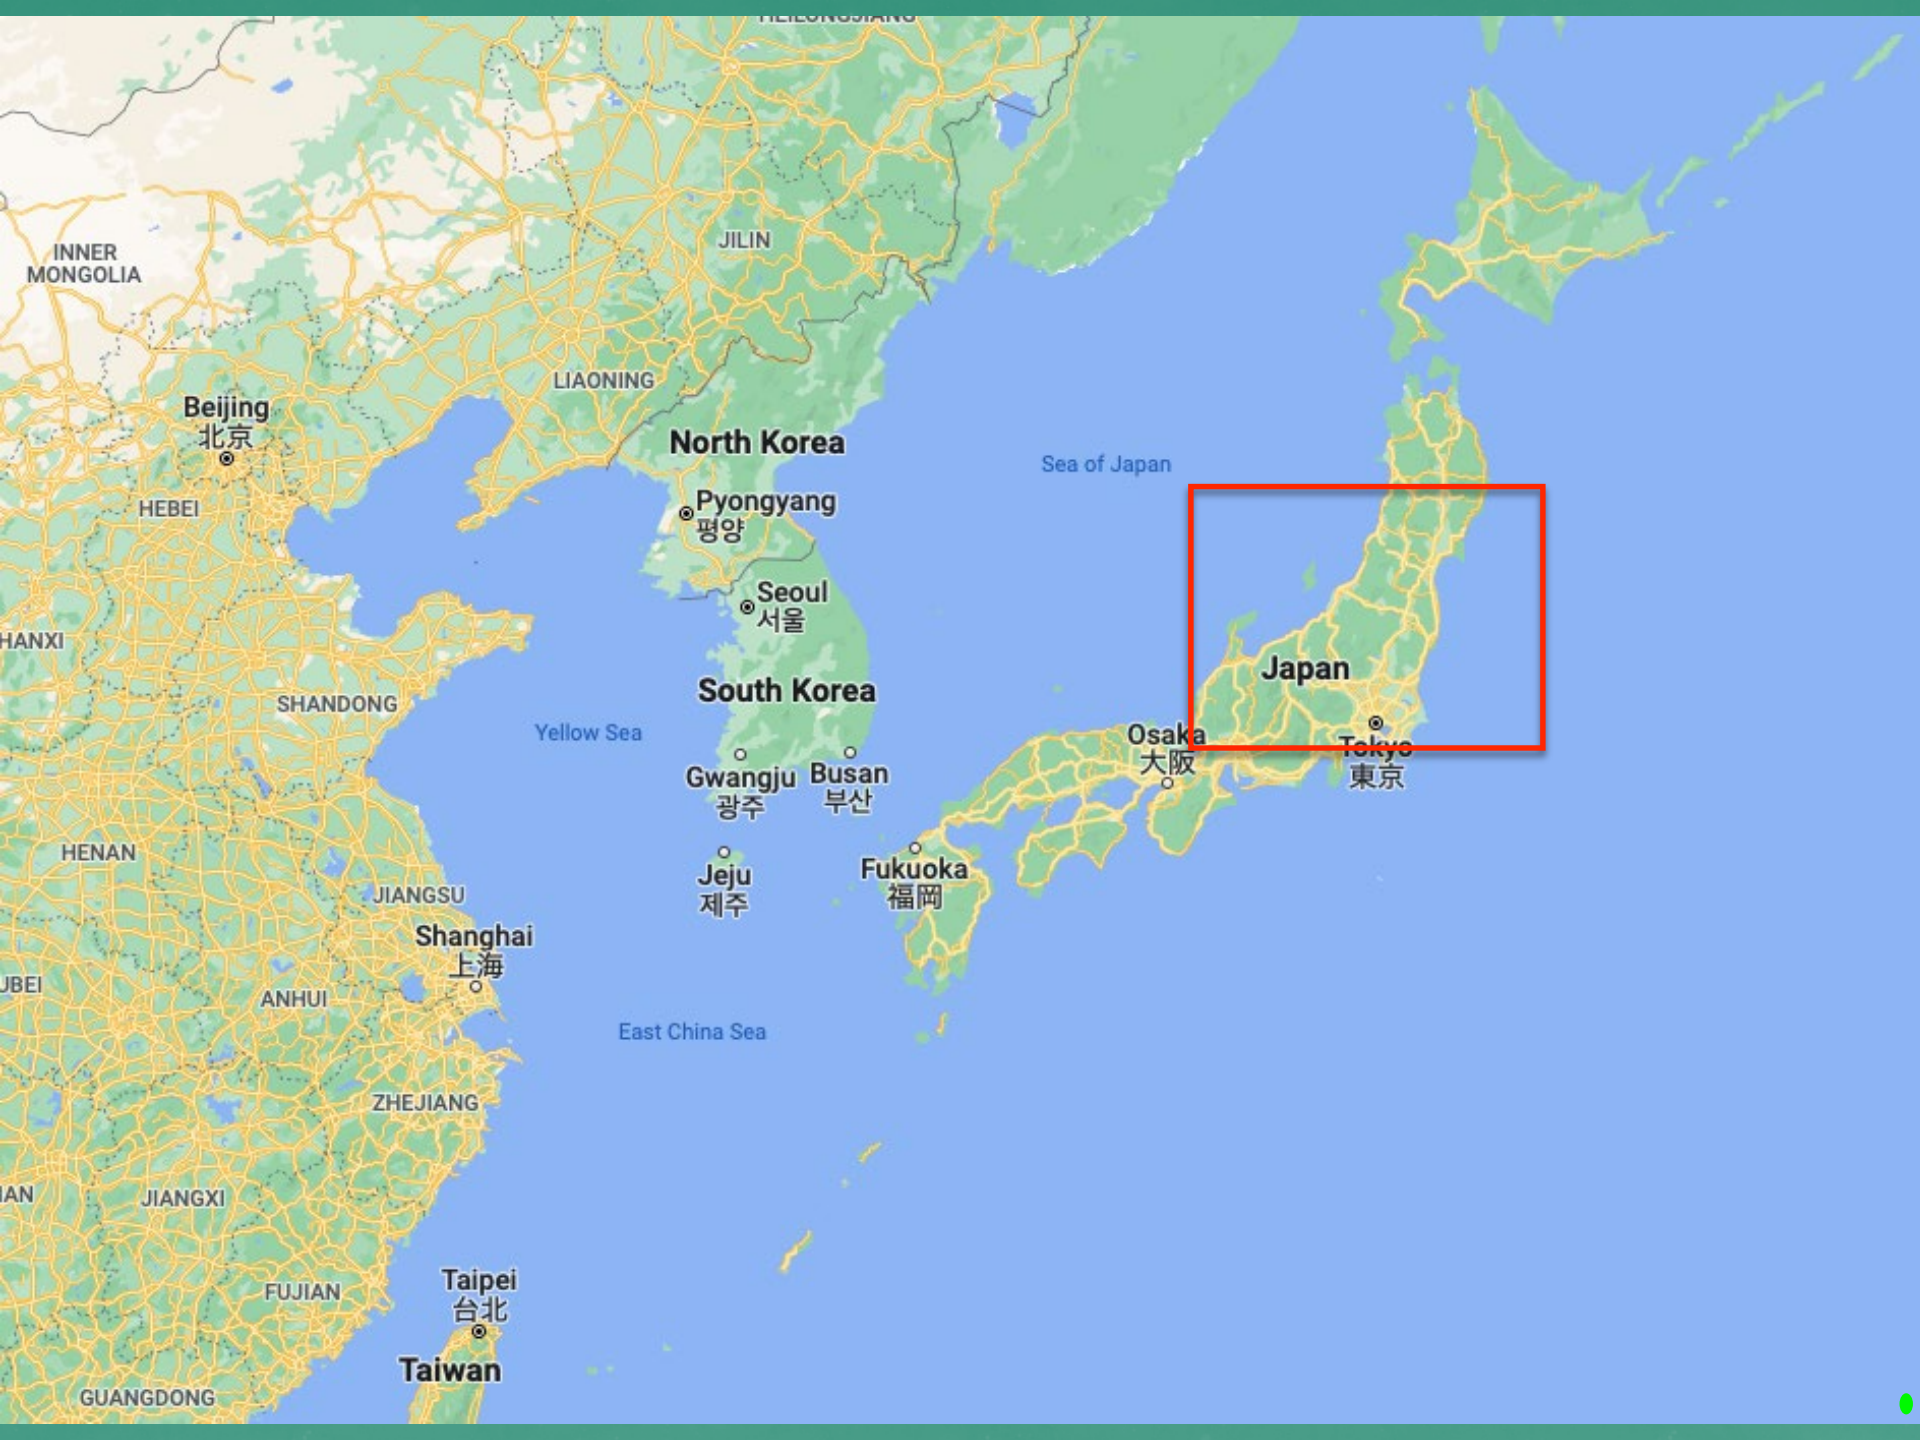 HEILONGJIANG
JILIN
INNER
MONGOLIA
LIAONING
Beijing
北京
North Korea
Sea of Japan
HEBEI
Pyongyang
평양
Seoul
서울
HANXI
Japan
South Korea
SHANDONG
Yellow Sea
Osaka
大阪
Tokyo
東京
Gwangju
광주
Busan
부산
HENAN
Jeju
제주
Fukuoka
福岡
JIANGSU
Shanghai
上海
UBEI
ANHUI
East China Sea
ZHEJIANG
JIANGXI
FUJIAN
Taipei
台北
Taiwan
GUANGDONG